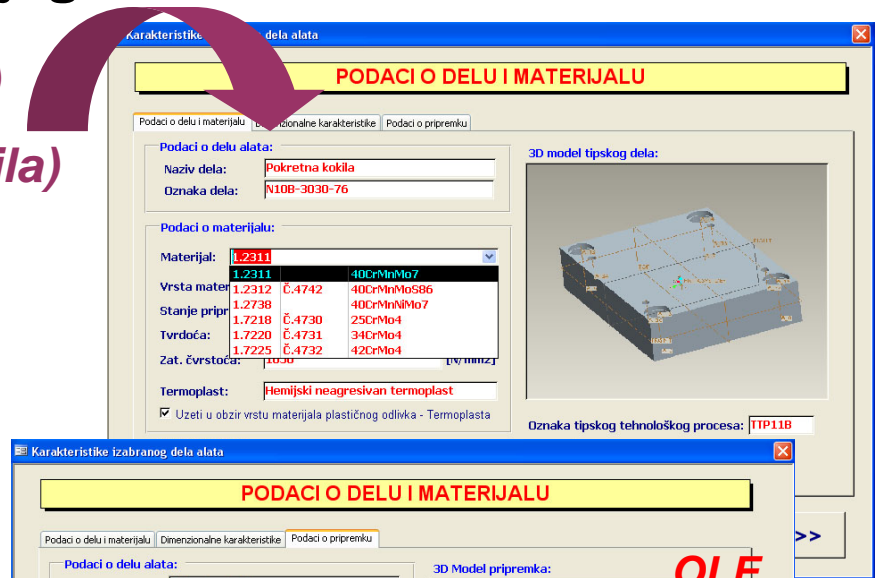 ila)
Karakteristike dela alata
PODACI O DELU I MATERIJALU
Podaci o delu i materijalu Dimenzionalne karakteristike Podaci o pripremku
Podaci o delu alata:
Naziv dela: Pokretna kokila
Oznaka dela: N10B-3030-76
3D model tipskog dela:
Podaci o materijalu:
Materijal: 1.2311
1.2311 40CrMnMo7
Vrsta mater 1.2312 Č.4742 40CrMnMoS86
1.2738 40CrMnNiMo7
Stanje pripr 1.7218 Č.4730 25CrMo4
Tvrdoća: 1.7220 Č.4731 34CrMo4
1.7225 Č.4732 42CrMo4
Zat. čvrstoća: 1030 [N/mm2]
Termoplast: Hemijski neagresivan termoplast
Uzeti u obzir vrstu materijala plastičnog odlivka - Termoplasta
Oznaka tipskog tehnološkog procesa: TTP11B
>>
Karakteristike izabranog dela alata
PODACI O DELU I MATERIJALU
Podaci o delu i materijalu Dimenzionalne karakteristike Podaci o pripremku
Podaci o delu alata:
3D Model pripremka:
OLE